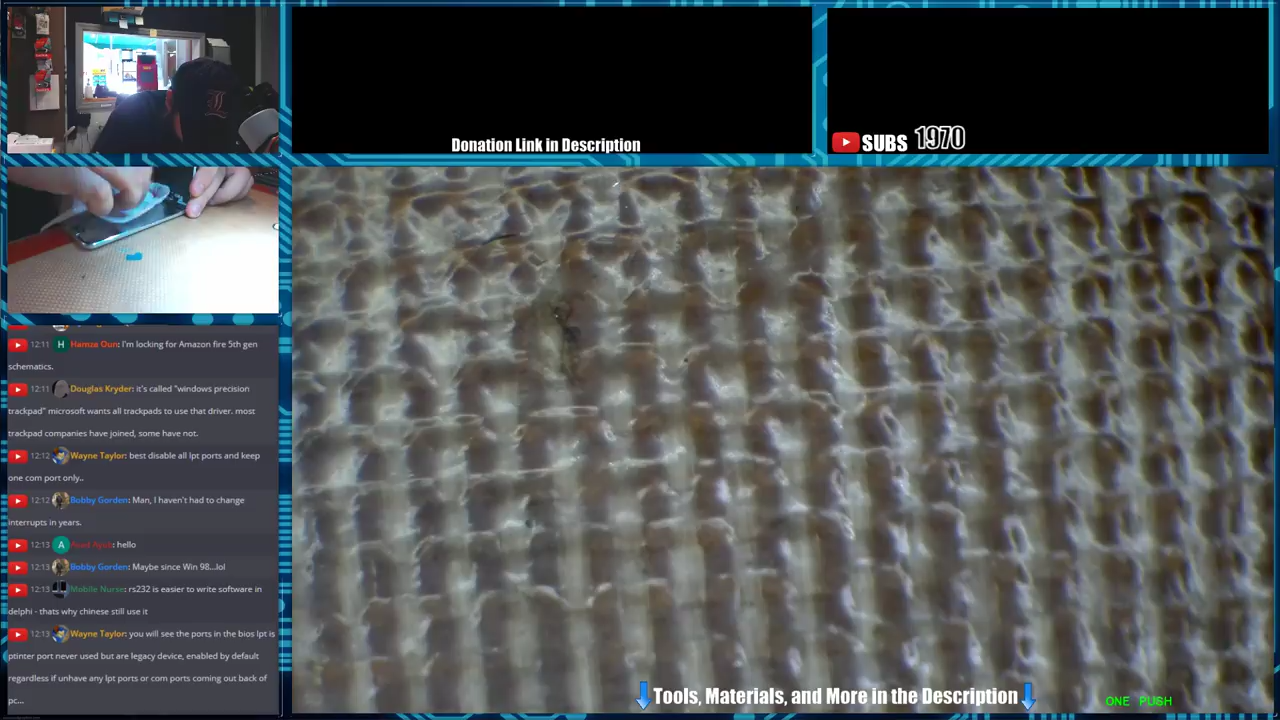 Donation Link in Description
SUBS 1970
12:11 H Hamza Oun: I'm locking for Amazon fire 5th gen
schematics.
12:11 Douglas Kryder: it's called "windows precision
trackpad" microsoft wants all trackpads to use that driver. most
trackpad companies have joined, some have not.
12:12 Wayne Taylor: best disable all lpt ports and keep
one com port only..
12:12 Bobby Gorden: Man, I haven't had to change
interrupts in years.
12:13 A : hello
12:13 Bobby Gorden: Maybe since Win 98...lol
12:13 Mobile Nurse: rs232 is easier to write software in
delphi - thats why chinese still use it
12:13 Wayne Taylor: you will see the ports in the bios lpt is
ptinter port never used but are legacy device, enabled by default
regardless if unhave any lpt ports or com ports coming out back of
pc...
Tools, Materials, and More in the Description
ONE PUSH